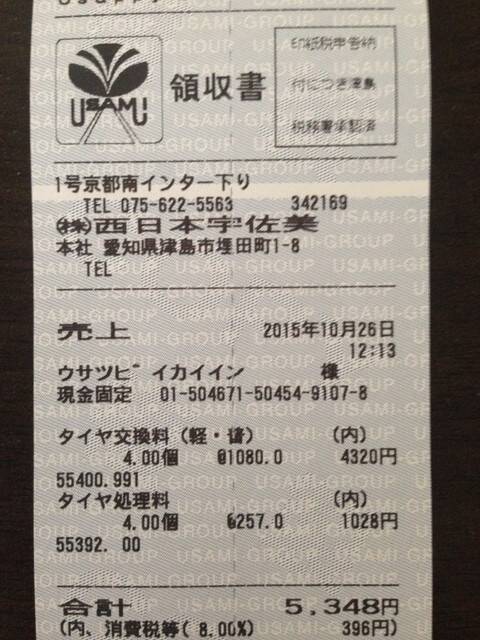 USAMI
領収書
印紙税申告納
付につき津島
税務署承認済
1号京都南インター下り
TEL 075-622-5563 342169
㈱西日本宇佐美
本社 愛知県津島市埋田町1-8
TEL
売上 2015年10月26日
12:13
ウサツピﾞイカイイン 様
現金固定 01-504671-50454-9107-8
タイヤ交換料(軽・普) (内)
4.00個 @1080.0 4320円
55400.991
タイヤ処理料 (内)
4.00個 @257.0 1028円
55392. 00
合計 5,348円
(内、消費税等( 8.00%) 396円)